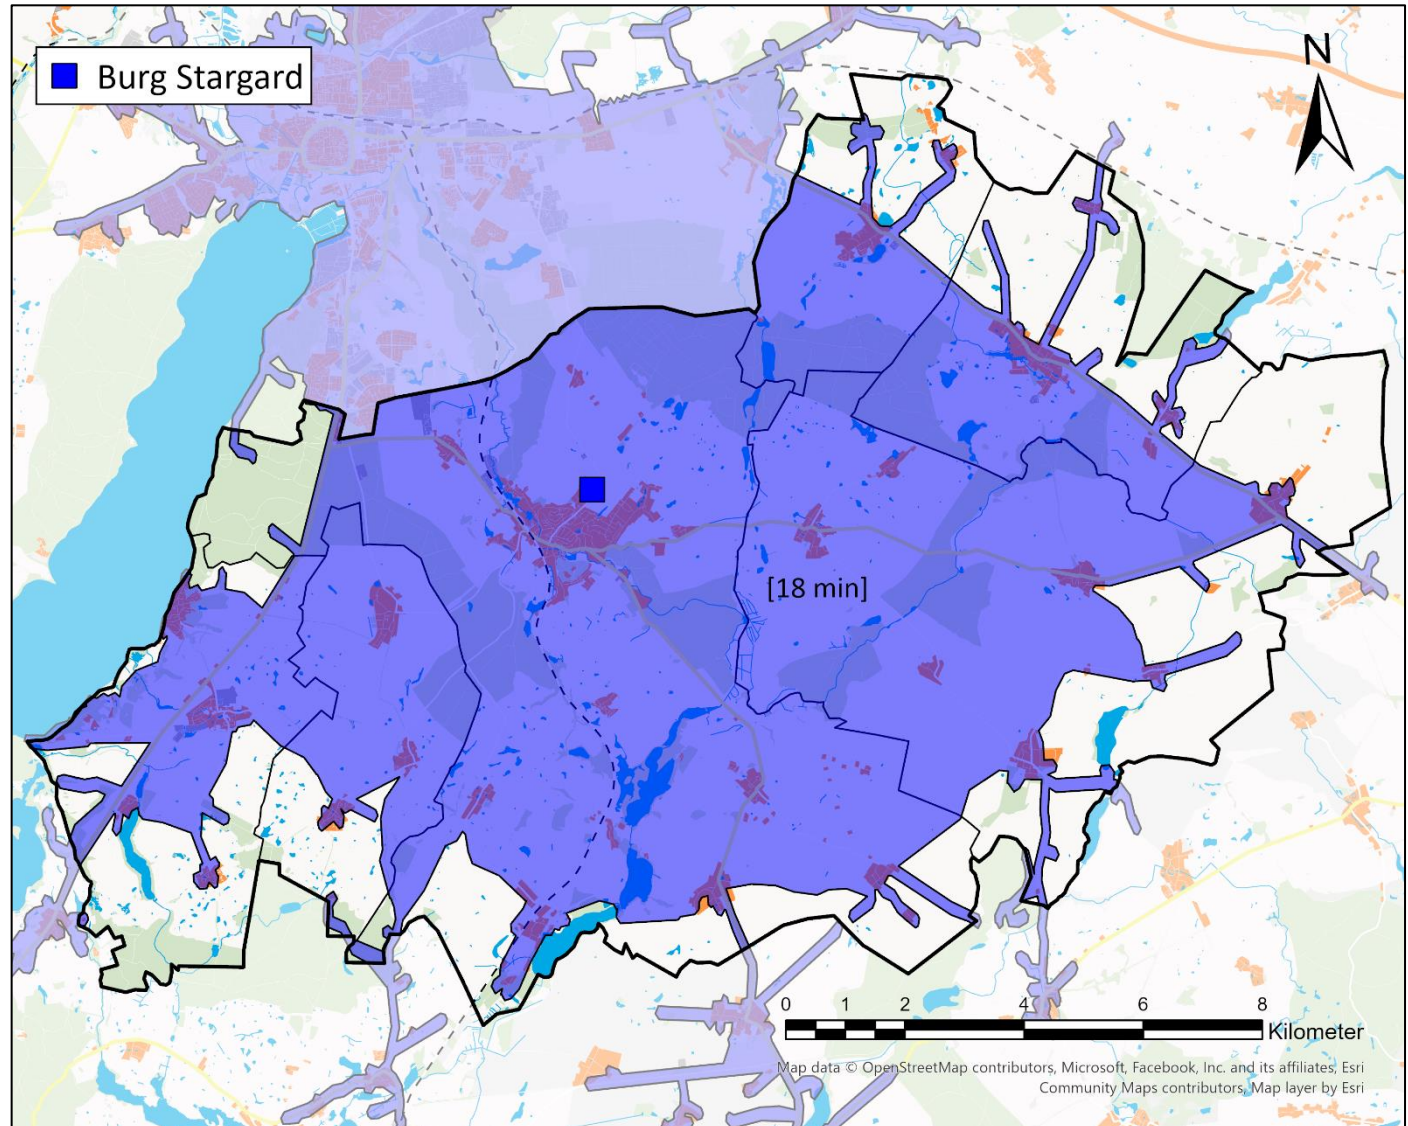 Burg Stargard
N
[18 min]
0 1 2 4 6 8
Kilometer
Map data © OpenStreetMap contributors, Microsoft, Facebook, Inc. and its affiliates, Esri
Community Maps contributors, Map layer by Esri